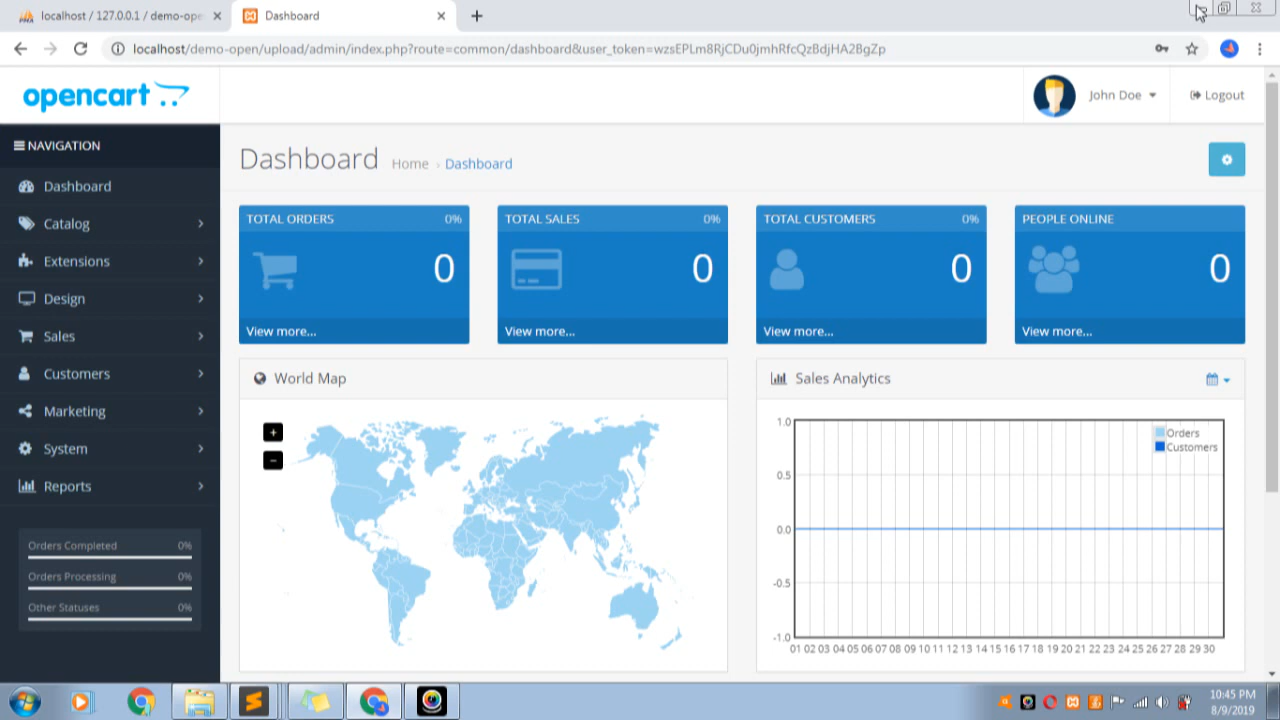 localhost / 127.0.0.1 / demo-ope
Dashboard
localhost/demo-open/upload/admin/index.php?route=common/dashboard&user_token=wzsEPLm8RjCDu0jmhRfcQzBdjHA2BgZp
opencart
John Doe
Logout
NAVIGATION
Dashboard
Catalog
Extensions
Design
Sales
Customers
Marketing
System
Reports
Orders Completed 0%
Orders Processing 0%
Other Statuses 0%
Dashboard Home › Dashboard
TOTAL ORDERS 0%
0
View more...
TOTAL SALES 0%
0
View more...
TOTAL CUSTOMERS 0%
0
View more...
PEOPLE ONLINE
0
View more...
World Map
+
−
Sales Analytics
1.0
0.5
0.0
-0.5
-1.0
Orders
Customers
01 02 03 04 05 06 07 08 09 10 11 12 13 14 15 16 17 18 19 20 21 22 23 24 25 26 27 28 29 30
10:45 PM
8/9/2019